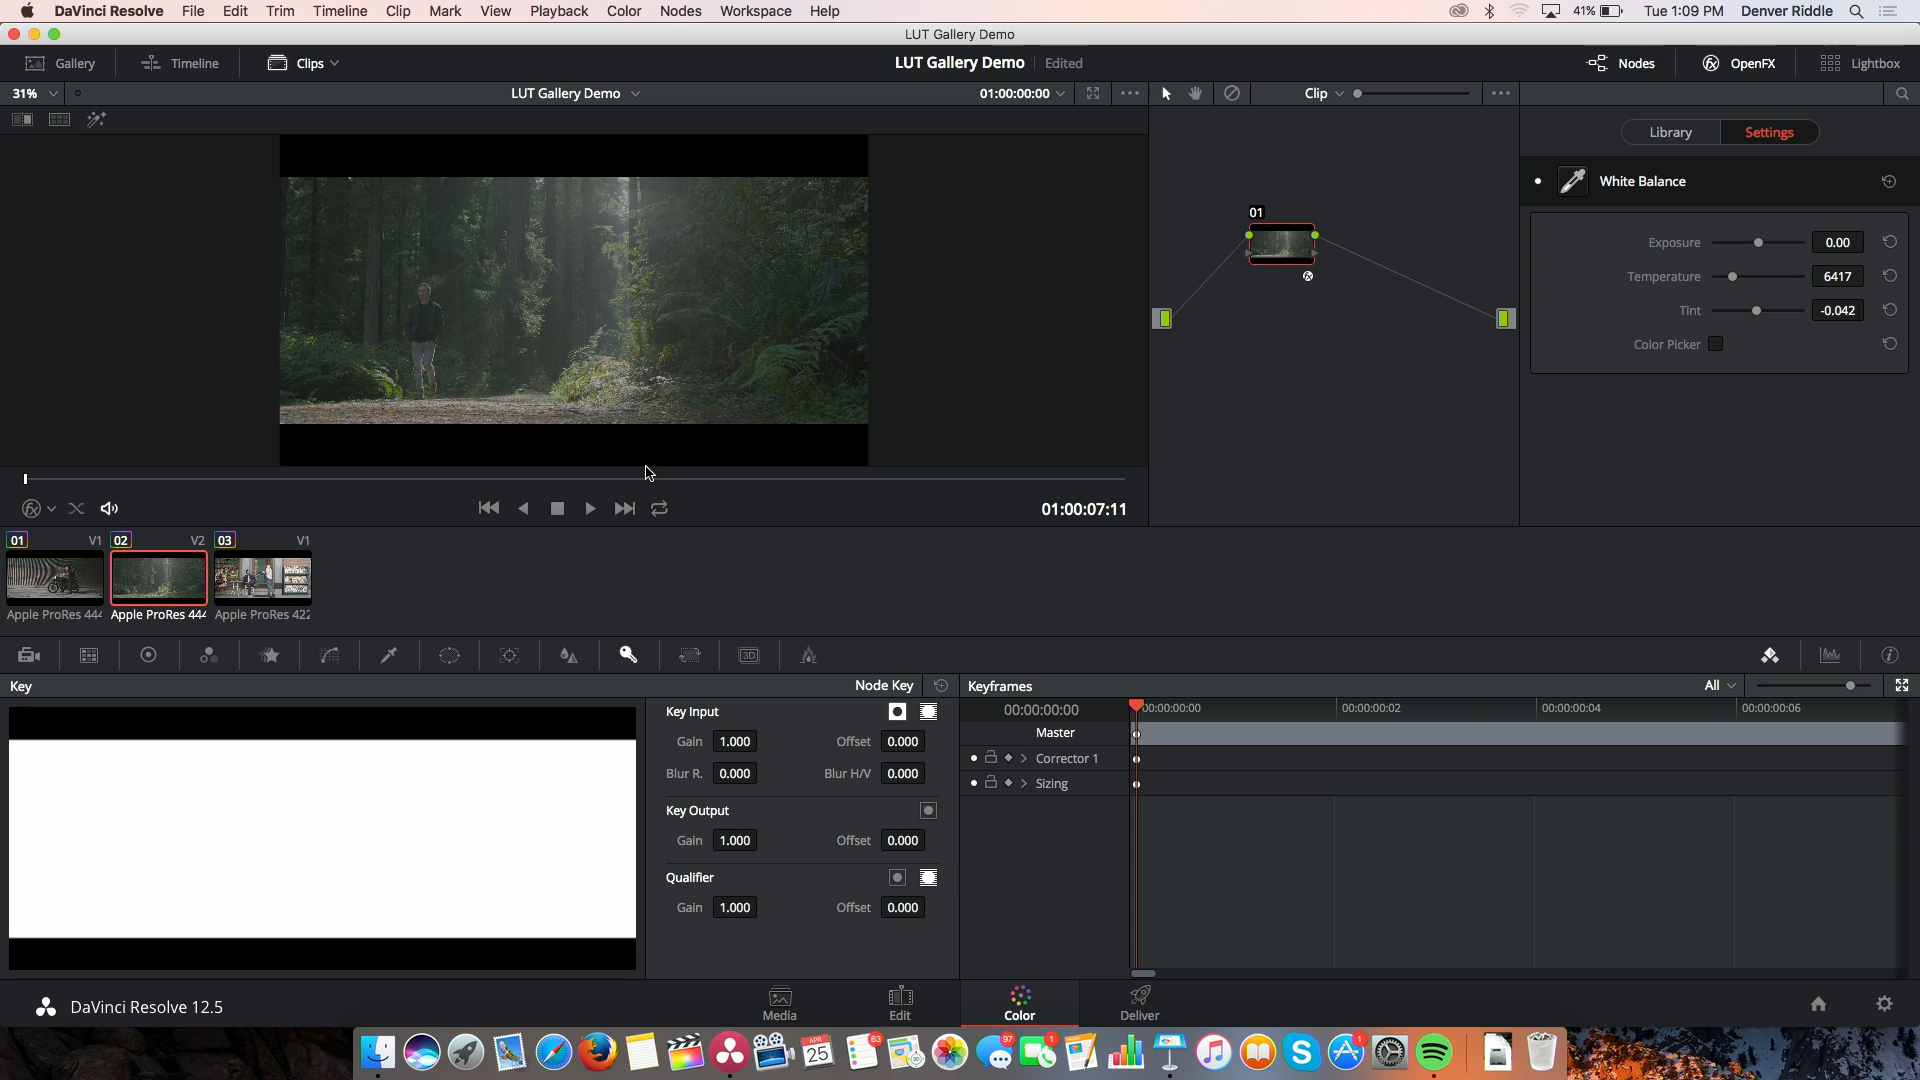 DaVinci Resolve File Edit Trim Timeline Clip Mark View Playback Color Nodes Workspace Help 41% Tue 1:09 PM Denver Riddle
LUT Gallery Demo
Gallery Timeline Clips LUT Gallery Demo Edited Nodes OpenFX Lightbox
31% LUT Gallery Demo 01:00:00:00 Clip
Library Settings
White Balance
01
Exposure 0.00
Temperature 6417
Tint -0.042
Color Picker
01:00:07:11
01 V1 02 V2 03 V1
Apple ProRes 444 Apple ProRes 444 Apple ProRes 422
3D
Key Node Key Keyframes All
Key Input 00:00:00:00 00:00:00:00 00:00:00:02 00:00:00:04 00:00:00:06
Gain 1.000 Offset 0.000 Master
Blur R. 0.000 Blur H/V 0.000 Corrector 1
Sizing
Key Output
Gain 1.000 Offset 0.000
Qualifier
Gain 1.000 Offset 0.000
DaVinci Resolve 12.5 Media Edit Color Deliver
APR 25 63 97 1 1